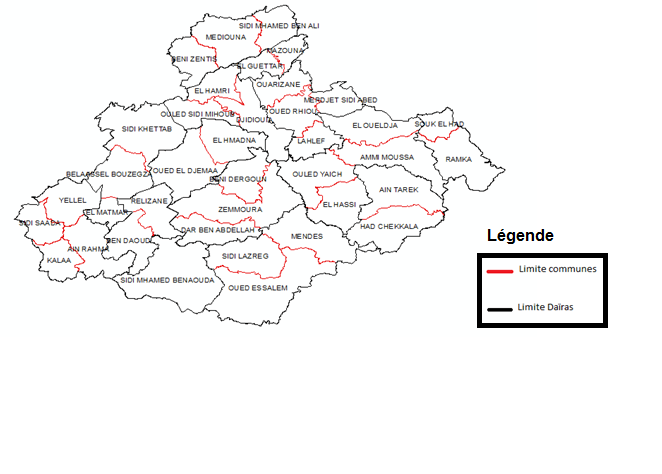 SIDI MHAMED BEN ALI
MEDIOUNA
MAZOUNA
BENI ZENTIS
EL GUETTAR
OUARIZANE
EL HAMRI
MERDJET SIDI ABED
OUED RHIOU
OULED SIDI MIHOUB
DJIDIOUIA
SIDI KHETTAB
EL OUELDJA
SOUK EL HAD
EL HMADNA
LAHLEF
AMMI MOUSSA
RAMKA
BELAASSEL BOUZEGZA
OUED EL DJEMAA
BENI DERGOUN
OULED YAICH
AIN TAREK
YELLEL
RELIZANE
EL HASSI
EL MATMAR
ZEMMOURA
SIDI SAADA
HAD CHEKKALA
DAR BEN ABDELLAH
MENDES
AIN RAHMA
BEN DAOUD
KALAA
SIDI LAZREG
SIDI MHAMED BENAOUDA
OUED ESSALEM
Légende
Limite communes
Limite Daïras